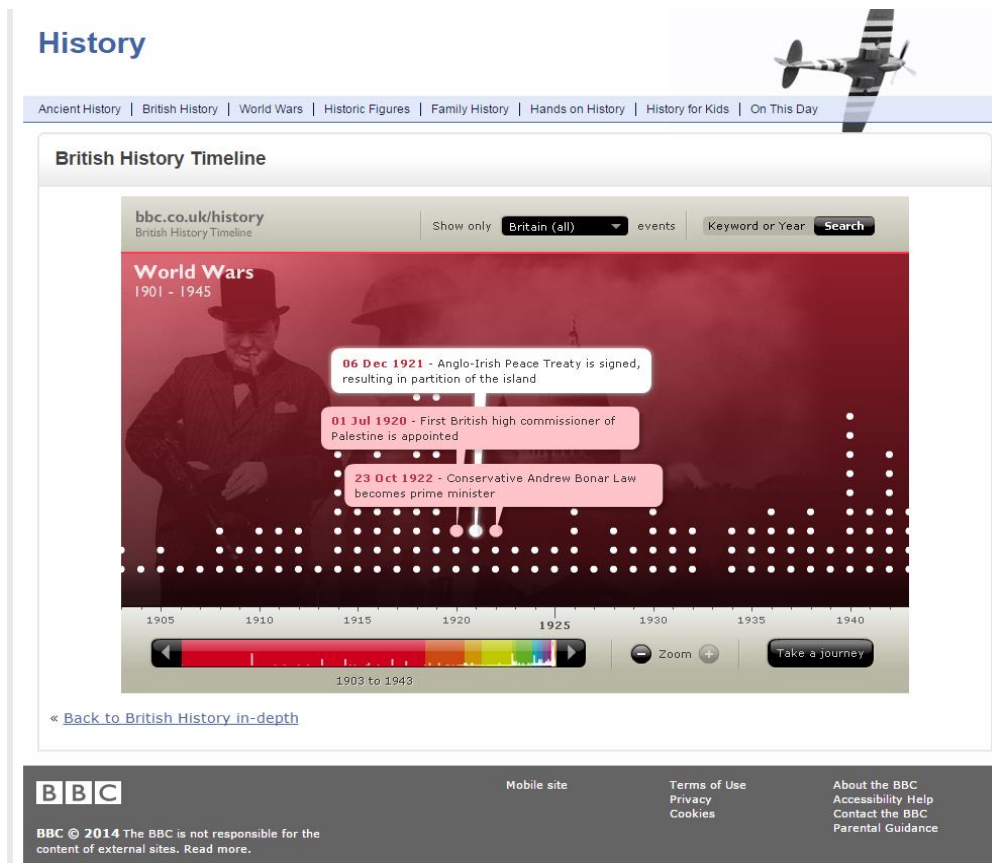 History
Ancient History | British History | World Wars | Historic Figures | Family History | Hands on History | History for Kids | On This Day
British History Timeline
bbc.co.uk/history
British History Timeline
Show only Britain (all) events Keyword or Year Search
World Wars
1901 - 1945
06 Dec 1921 - Anglo-Irish Peace Treaty is signed,
resulting in partition of the island
01 Jul 1920 - First British high commissioner of
Palestine is appointed
23 Oct 1922 - Conservative Andrew Bonar Law
becomes prime minister
1905 1910 1915 1920 1925 1930 1935 1940
Zoom Take a journey
1903 to 1943
« Back to British History in-depth
BBC
BBC © 2014 The BBC is not responsible for the
content of external sites. Read more.
Mobile site
Terms of Use
Privacy
Cookies
About the BBC
Accessibility Help
Contact the BBC
Parental Guidance